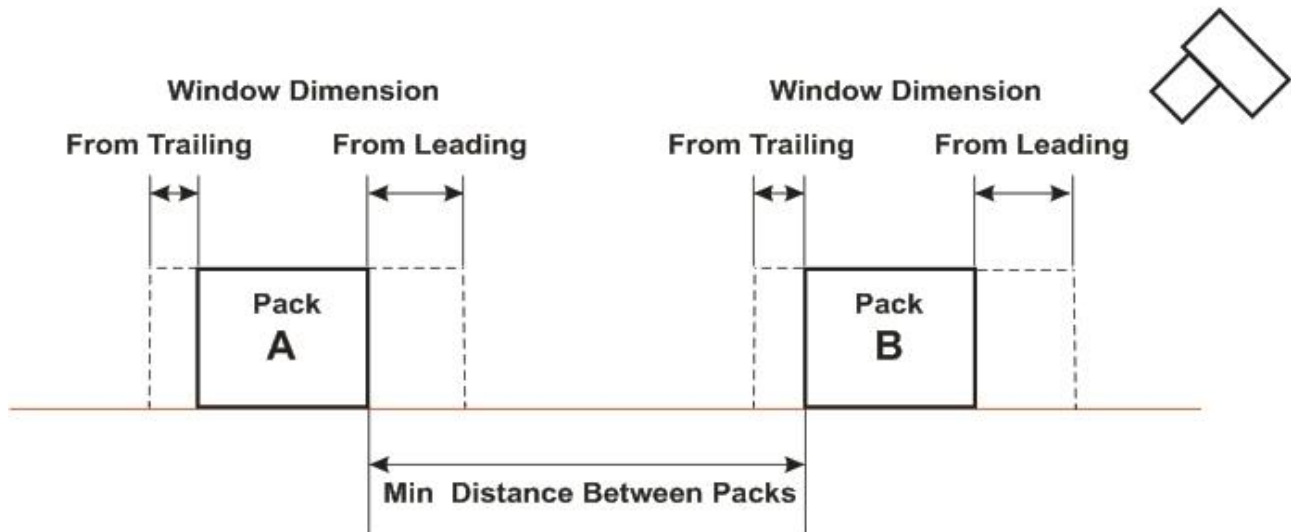 Window Dimension
Window Dimension
From Trailing
From Leading
From Trailing
From Leading
Pack
A
Pack
B
Min Distance Between Packs